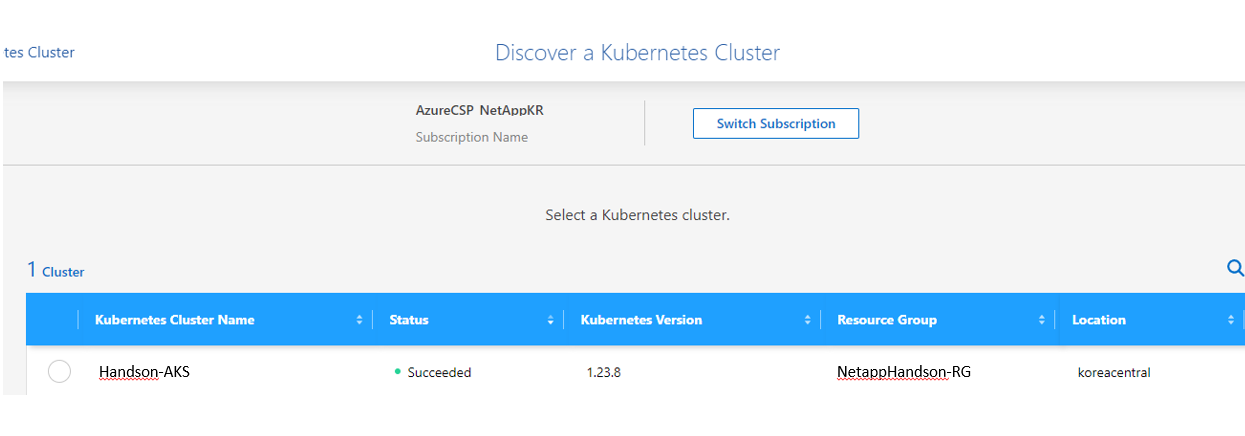 tes Cluster
Discover a Kubernetes Cluster
AzureCSP NetAppKR
Subscription Name
Switch Subscription
Select a Kubernetes cluster.
1 Cluster
Kubernetes Cluster Name Status Kubernetes Version Resource Group Location
Handson-AKS Succeeded 1.23.8 NetappHandson-RG koreacentral